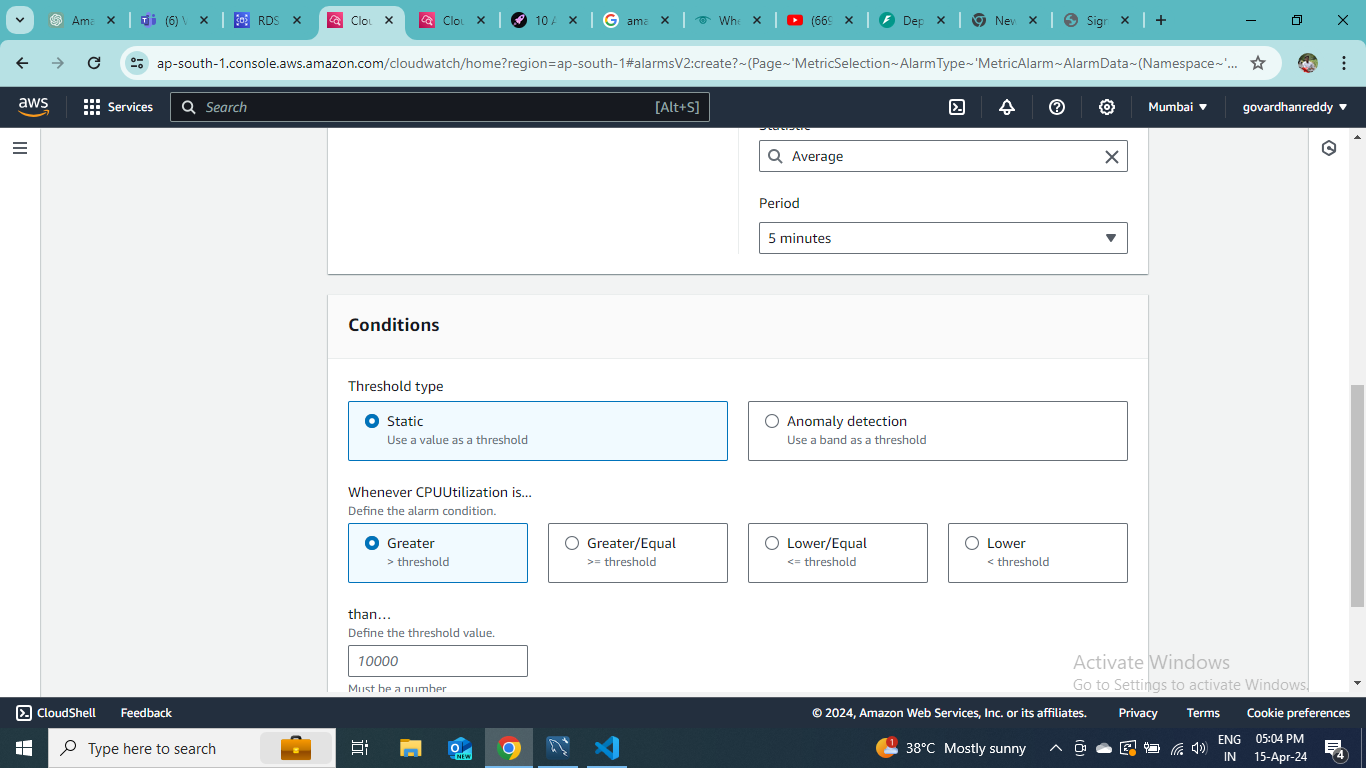 Ama
(6) V
RDS
Clou
Clou
10 A
ama
Whe
(669
Dep
New
Sign
ap-south-1.console.aws.amazon.com/cloudwatch/home?region=ap-south-1#alarmsV2:create?~(Page~'MetricSelection~AlarmType~'MetricAlarm~AlarmData~(Namespace~'...
aws
Services
Search
[Alt+S]
Mumbai
govardhanreddy
Statistic
Average
Period
5 minutes
Conditions
Threshold type
Static
Use a value as a threshold
Anomaly detection
Use a band as a threshold
Whenever CPUUtilization is...
Define the alarm condition.
Greater
> threshold
Greater/Equal
>= threshold
Lower/Equal
<= threshold
Lower
< threshold
than...
Define the threshold value.
10000
Must be a number
Activate Windows
Go to Settings to activate Windows.
CloudShell
Feedback
© 2024, Amazon Web Services, Inc. or its affiliates.
Privacy
Terms
Cookie preferences
Type here to search
NEW
1
38°C Mostly sunny
ENG
IN
05:04 PM
15-Apr-24
4